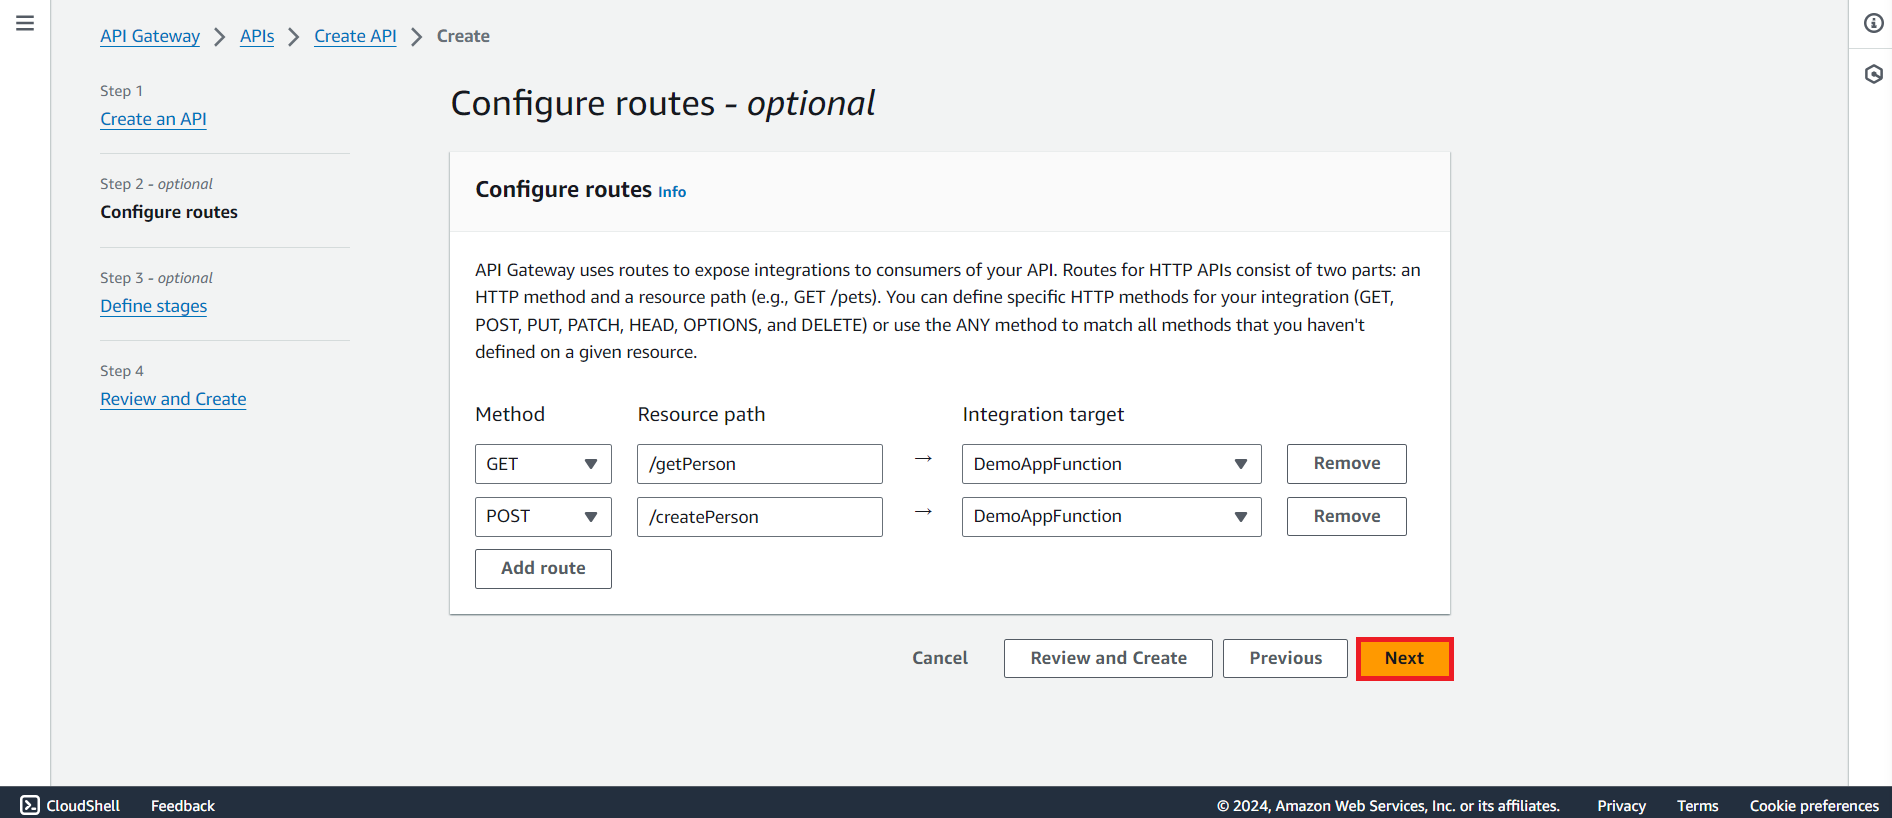 API Gateway > APIs > Create API > Create
Step 1
Create an API
Step 2 - optional
Configure routes
Step 3 - optional
Define stages
Step 4
Review and Create
Configure routes - optional
Configure routes Info
API Gateway uses routes to expose integrations to consumers of your API. Routes for HTTP APIs consist of two parts: an
HTTP method and a resource path (e.g., GET /pets). You can define specific HTTP methods for your integration (GET,
POST, PUT, PATCH, HEAD, OPTIONS, and DELETE) or use the ANY method to match all methods that you haven't
defined on a given resource.
Method Resource path Integration target
GET /getPerson → DemoAppFunction Remove
POST /createPerson → DemoAppFunction Remove
Add route
Cancel Review and Create Previous Next
CloudShell Feedback © 2024, Amazon Web Services, Inc. or its affiliates. Privacy Terms Cookie preferences